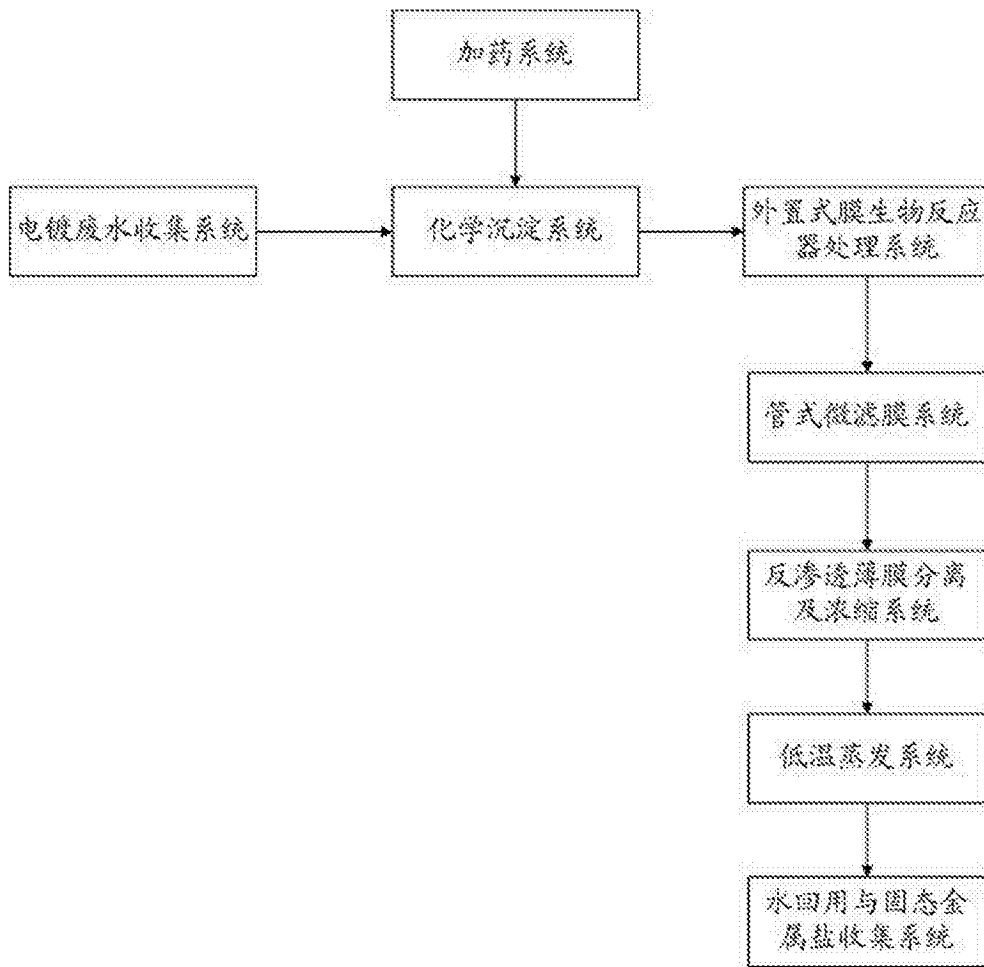 加药系统
电镀废水收集系统
化学沉淀系统
外置式膜生物反应
器处理系统
管式微滤膜系统
反渗透薄膜分离
及浓缩系统
低温蒸发系统
水回用与固态金
属盐收集系统